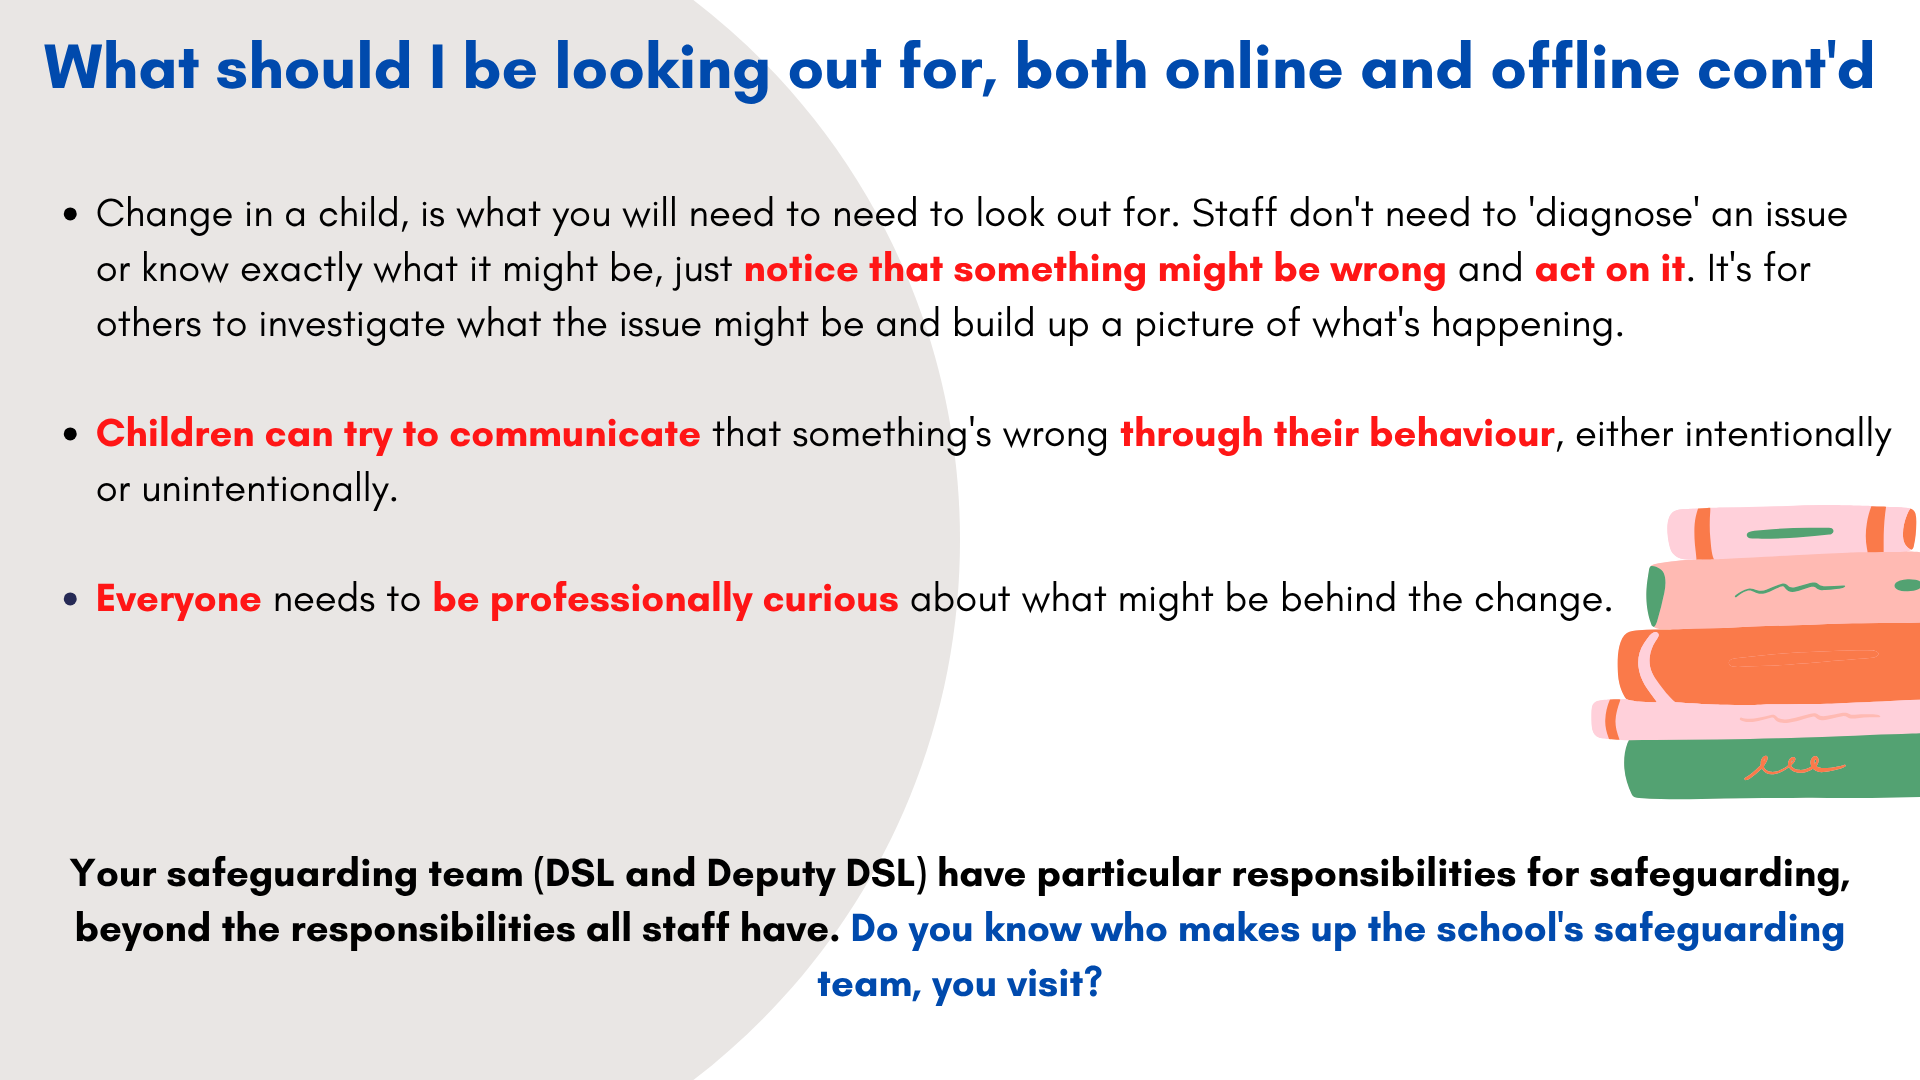 What should I be looking out for, both online and offline cont'd
• Change in a child, is what you will need to need to look out for. Staff don't need to 'diagnose' an issue
or know exactly what it might be, just notice that something might be wrong and act on it. It's for
others to investigate what the issue might be and build up a picture of what's happening.
• Children can try to communicate that something's wrong through their behaviour, either intentionally
or unintentionally.
• Everyone needs to be professionally curious about what might be behind the change.
Your safeguarding team (DSL and Deputy DSL) have particular responsibilities for safeguarding,
beyond the responsibilities all staff have. Do you know who makes up the school's safeguarding
team, you visit?